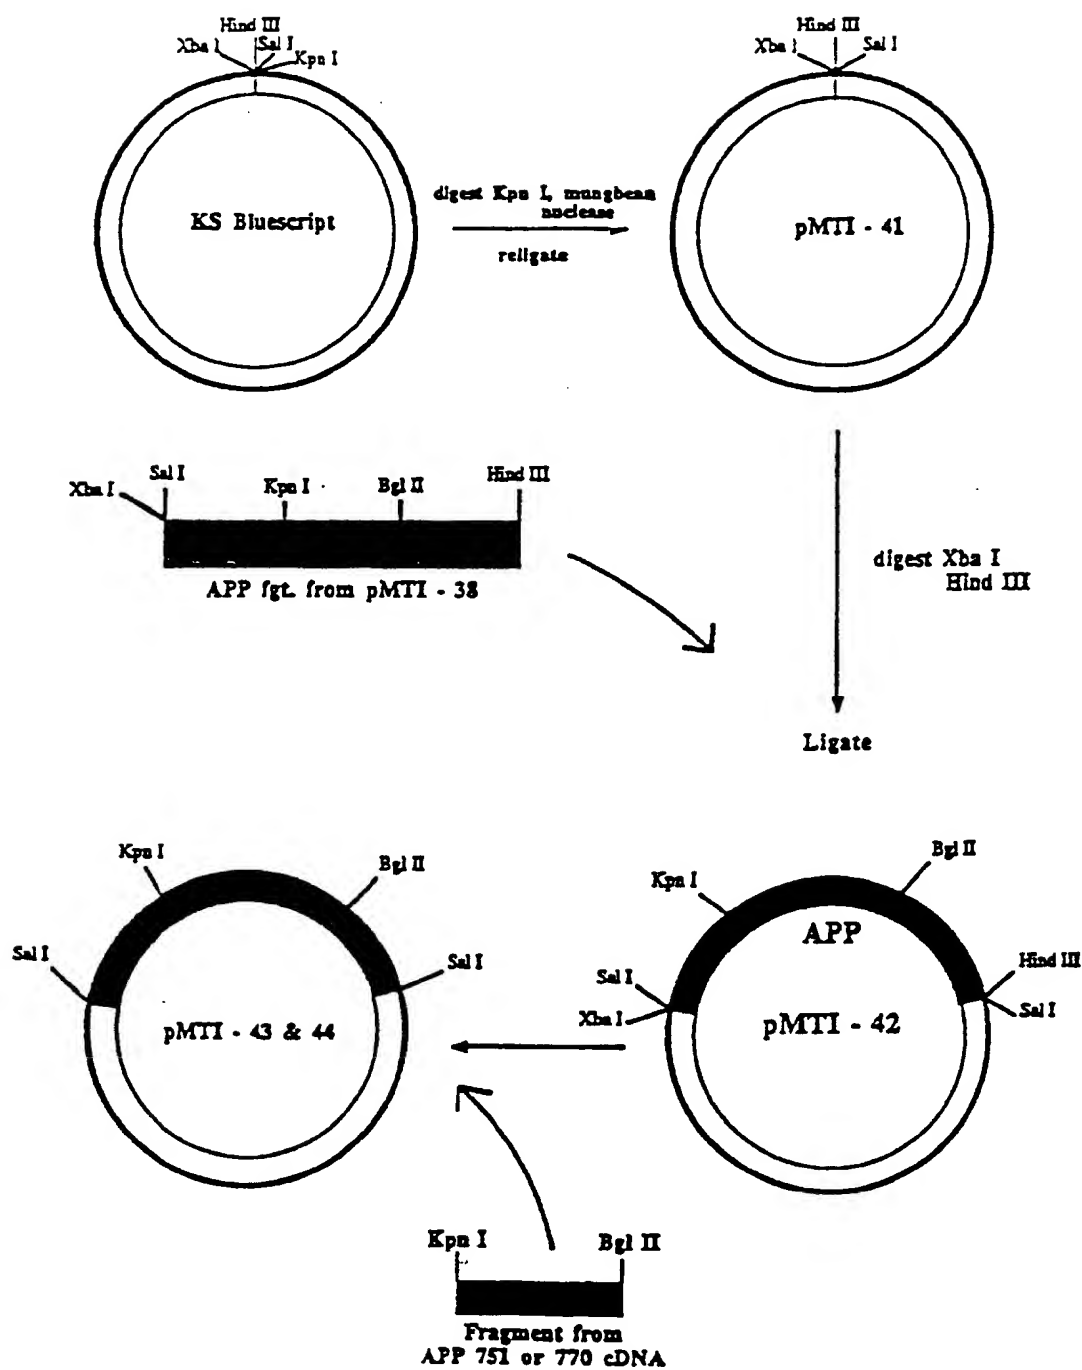 Hind III
Xba I
Sal I
Kpn I
KS Bluescript
digest Kpn I, mungbean
nuclease
religate
Hind III
Xba I
Sal I
pMTI - 41
Xba I
Sal I
Kpn I
Bgl II
Hind III
APP fgt. from pMTI - 38
digest Xba I
Hind III
Ligate
Kpn I
Bgl II
Sal I
Sal I
pMTI - 43 & 44
Kpn I
Bgl II
APP
Sal I
Xba I
Hind III
Sal I
pMTI - 42
Kpn I
Bgl II
Fragment from
APP 751 or 770 cDNA